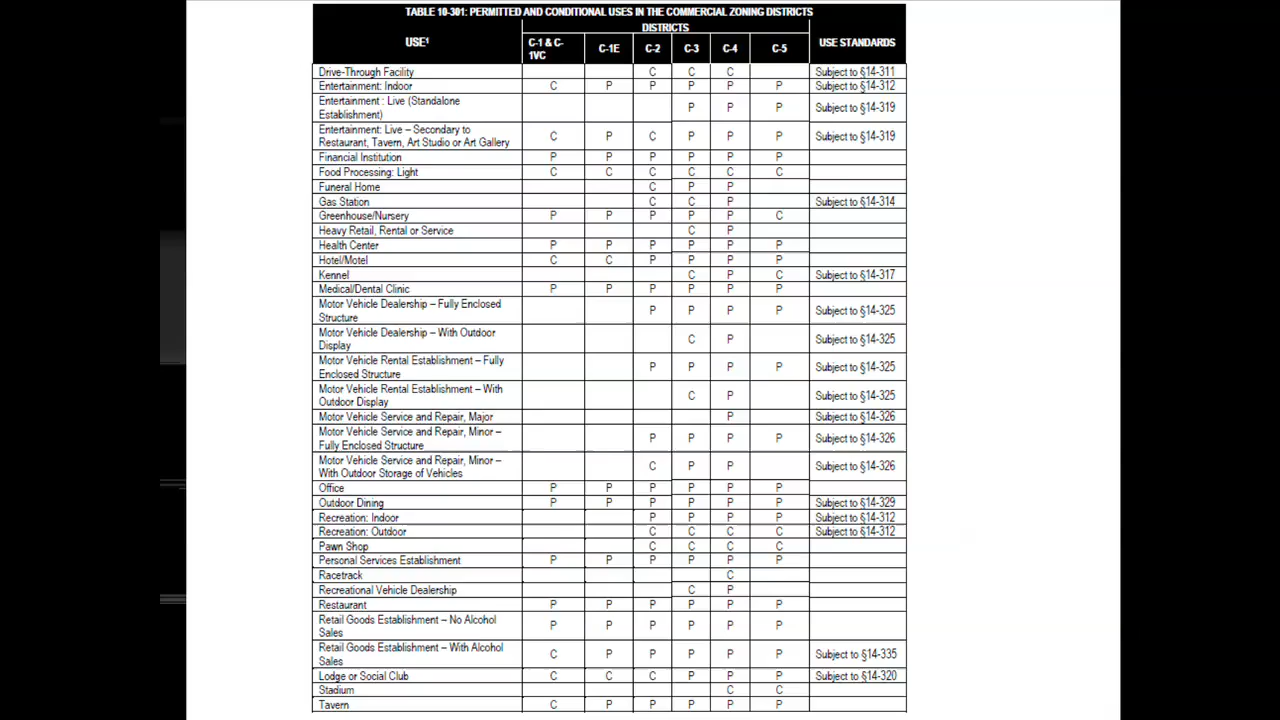 TABLE 10-301: PERMITTED AND CONDITIONAL USES IN THE COMMERCIAL ZONING DISTRICTS
DISTRICTS
USE¹ C-1 & C-1VC C-1E C-2 C-3 C-4 C-5 USE STANDARDS
Drive-Through Facility C C C Subject to §14-311
Entertainment: Indoor C P P P P P Subject to §14-312
Entertainment : Live (Standalone
Establishment) P P P Subject to §14-319
Entertainment: Live – Secondary to
Restaurant, Tavern, Art Studio or Art Gallery C P C P P P Subject to §14-319
Financial Institution P P P P P P
Food Processing: Light C C C C C C
Funeral Home C P P
Gas Station C C P Subject to §14-314
Greenhouse/Nursery P P P P P C
Heavy Retail, Rental or Service C P
Health Center P P P P P P
Hotel/Motel C C P P P P
Kennel C P C Subject to §14-317
Medical/Dental Clinic P P P P P P
Motor Vehicle Dealership – Fully Enclosed
Structure P P P P Subject to §14-325
Motor Vehicle Dealership – With Outdoor
Display C P Subject to §14-325
Motor Vehicle Rental Establishment – Fully
Enclosed Structure P P P P Subject to §14-325
Motor Vehicle Rental Establishment – With
Outdoor Display C P Subject to §14-325
Motor Vehicle Service and Repair, Major P Subject to §14-326
Motor Vehicle Service and Repair, Minor –
Fully Enclosed Structure P P P P Subject to §14-326
Motor Vehicle Service and Repair, Minor –
With Outdoor Storage of Vehicles C P P Subject to §14-326
Office P P P P P P
Outdoor Dining P P P P P P Subject to §14-329
Recreation: Indoor P P P P Subject to §14-312
Recreation: Outdoor C C C C Subject to §14-312
Pawn Shop C C C C
Personal Services Establishment P P P P P P
Racetrack C
Recreational Vehicle Dealership C P
Restaurant P P P P P P
Retail Goods Establishment – No Alcohol
Sales P P P P P P
Retail Goods Establishment – With Alcohol
Sales C P P P P P Subject to §14-335
Lodge or Social Club C C C P P P Subject to §14-320
Stadium C C
Tavern C P P P P P